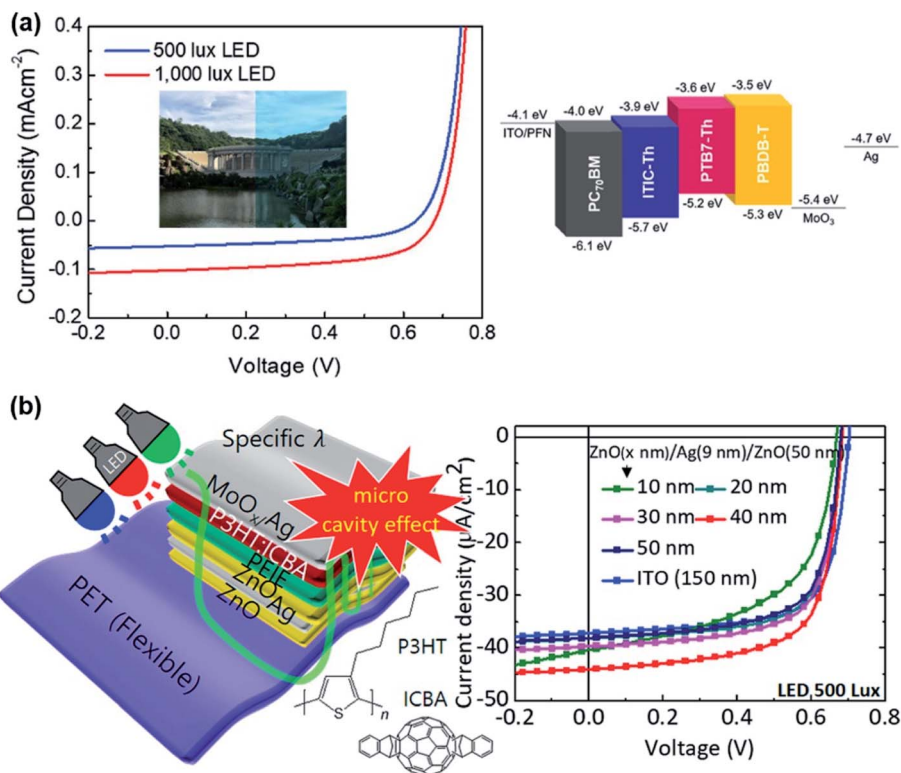 (a)
Current Density (mAcm⁻²)
0.4
0.3
0.2
0.1
0.0
-0.1
-0.2
500 lux LED
1,000 lux LED
-0.2
0.0
0.2
0.4
0.6
0.8
Voltage (V)
-4.1 eV
ITO/PFN
-4.0 eV
PC₇₀BM
-6.1 eV
-3.9 eV
ITIC-Th
-5.7 eV
-3.6 eV
PTB7-Th
-5.2 eV
-3.5 eV
PBDB-T
-5.3 eV
-5.4 eV
MoO₃
-4.7 eV
Ag
(b)
LED
Specific λ
MoOₓ/Ag
P3HT:ICBA
PEIE
ZnO
Ag
ZnO
PET (Flexible)
micro
cavity effect
S
n
P3HT
ICBA
Current density (μA/cm²)
0
-10
-20
-30
-40
-50
ZnO(x nm)/Ag(9 nm)/ZnO(50 nm)
10 nm
20 nm
30 nm
40 nm
50 nm
ITO (150 nm)
LED,500 Lux
-0.2
0.0
0.2
0.4
0.6
0.8
Voltage (V)